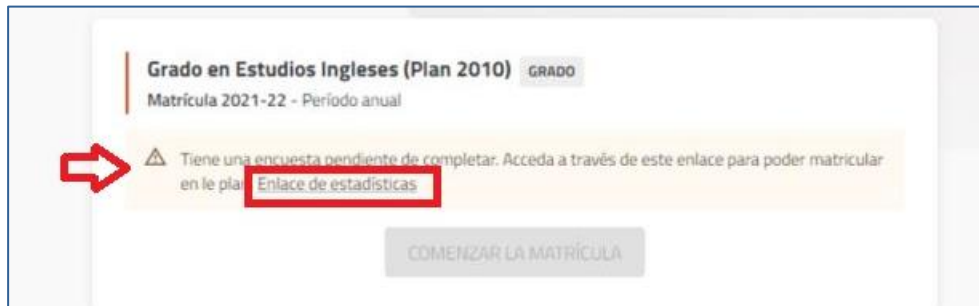 Grado en Estudios Ingleses (Plan 2010) GRADO
Matrícula 2021-22 - Período anual
Tiene una encuesta pendiente de completar. Acceda a través de este enlace para poder matricular
en le plan Enlace de estadísticas
COMENZAR LA MATRÍCULA